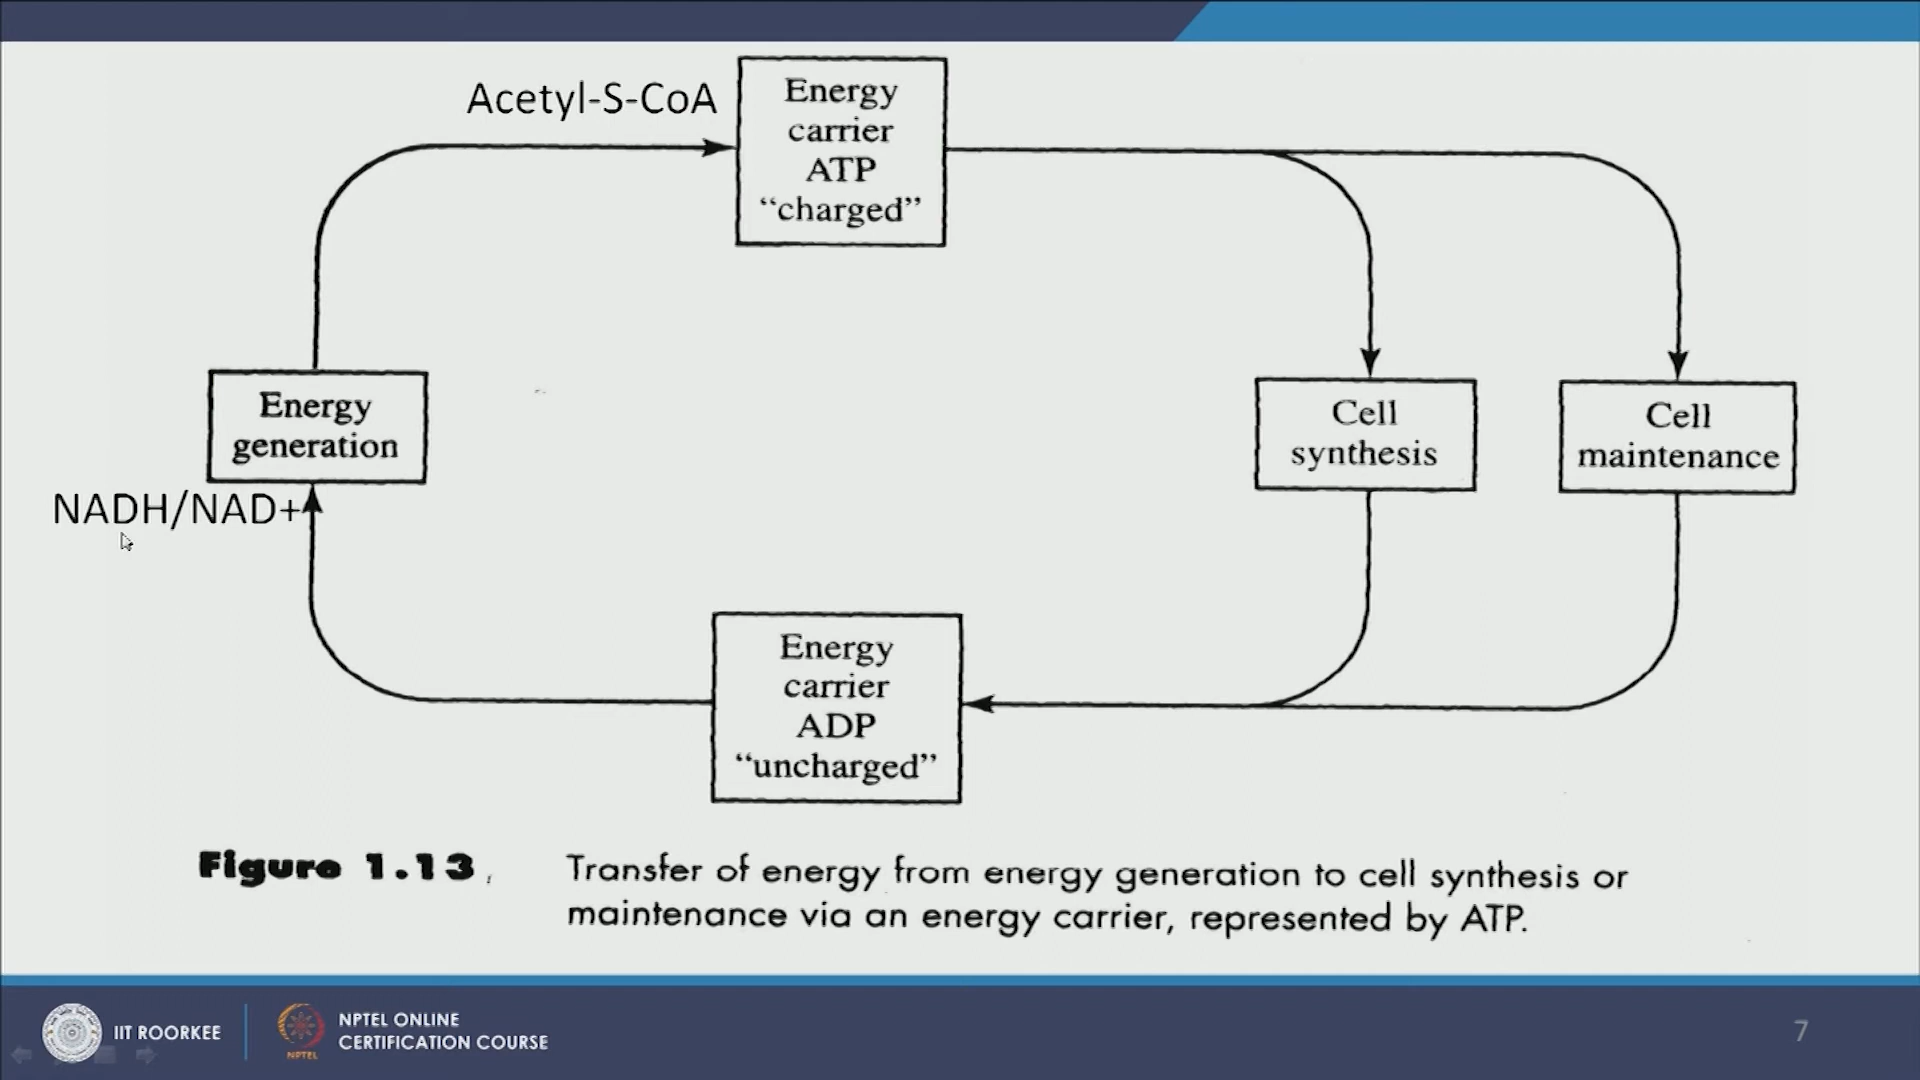 Acetyl-S-CoA
Energy
carrier
ATP
“charged”
Energy
generation
NADH/NAD+
Cell
synthesis
Cell
maintenance
Energy
carrier
ADP
“uncharged”
Figure 1.13
Transfer of energy from energy generation to cell synthesis or
maintenance via an energy carrier, represented by ATP.
IIT ROORKEE
NPTEL
NPTEL ONLINE
CERTIFICATION COURSE
7